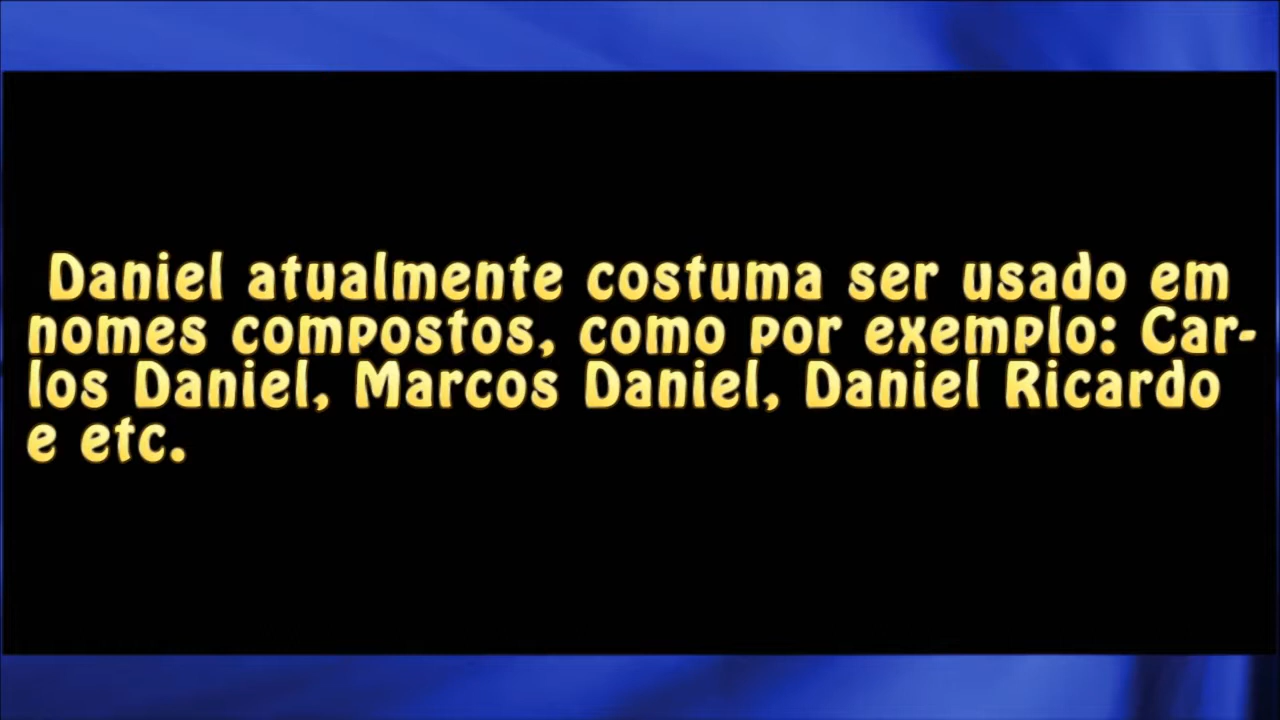 Daniel atualmente costuma ser usado em
nomes compostos, como por exemplo: Car-
los Daniel, Marcos Daniel, Daniel Ricardo
e etc.